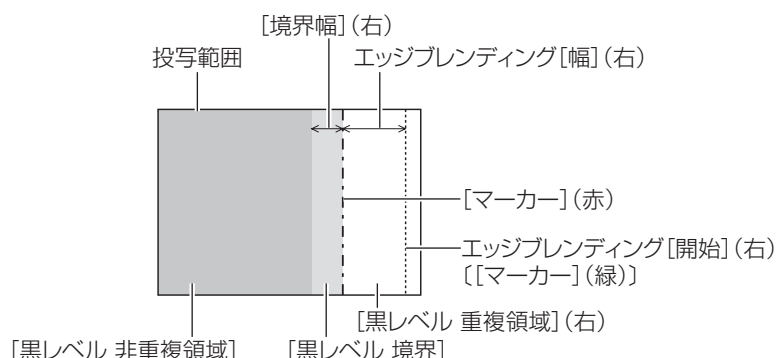 [境界幅](右)
投写範囲
エッジブレンディング[幅](右)
[マーカー](赤)
エッジブレンディング[開始](右)
〔[マーカー](緑)〕
[黒レベル 重複領域](右)
[黒レベル 非重複領域]
[黒レベル 境界]